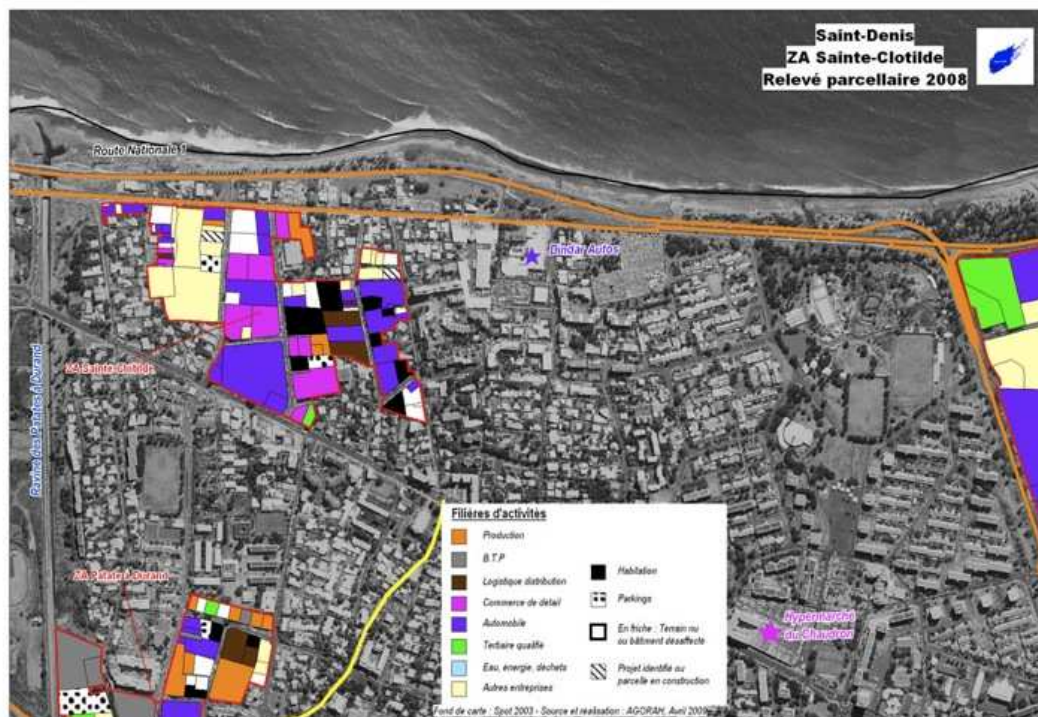 Saint-Denis
ZA Sainte-Clotilde
Relevé parcellaire 2008
Route Nationale 1
Dindar Autos
ZA Sainte-Clotilde
Ravine des Patates à Durand
ZA Patate à Durand
Hypermarché
du Chaudron
Filières d'activités
Production
B.T.P
Logistique distribution
Commerce de détail
Automobile
Tertiaire qualifié
Eau, énergie, déchets
Autres entreprises
Habitation
Parkings
En friche : Terrain nu
ou bâtiment désaffecté
Projet identifié ou
parcelle en construction
Fond de carte : Spot 2003 - Source et réalisation : AGORAH, Avril 2009